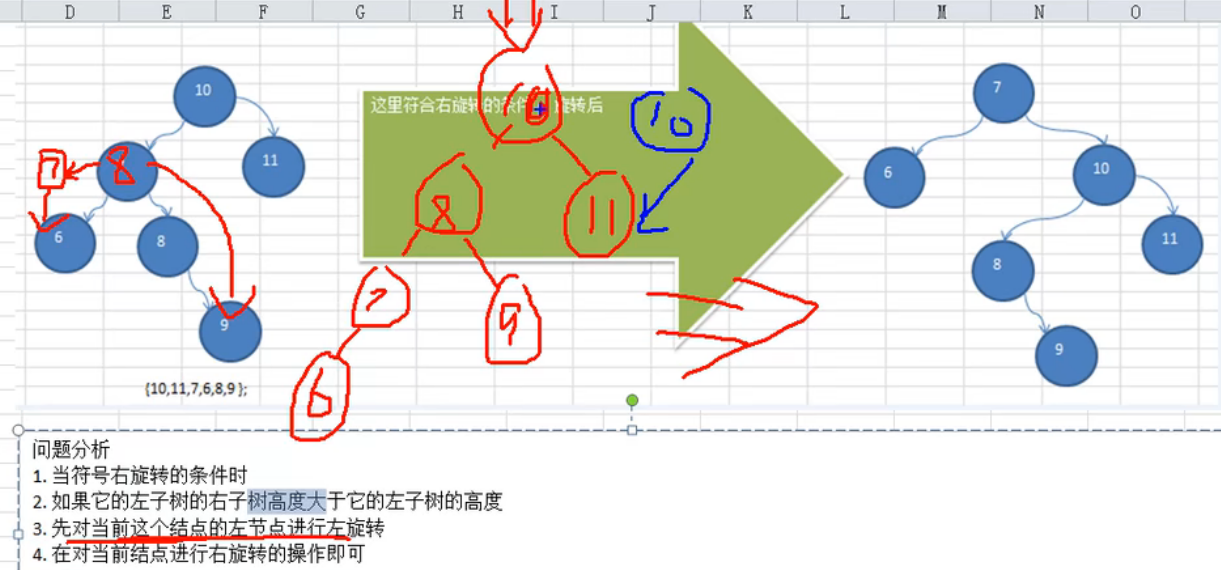 D E F G H I J K L M N O
10
11
8
7
6
8
9
{10,11,7,6,8,9 };
这里符合右旋转的条件 旋转后
10
8
11
9
6
10
7
6
10
8
11
9
问题分析
1. 当符号右旋转的条件时
2. 如果它的左子树的右子树高度大于它的左子树的高度
3. 先对当前这个结点的左节点进行左旋转
4. 在对当前结点进行右旋转的操作即可